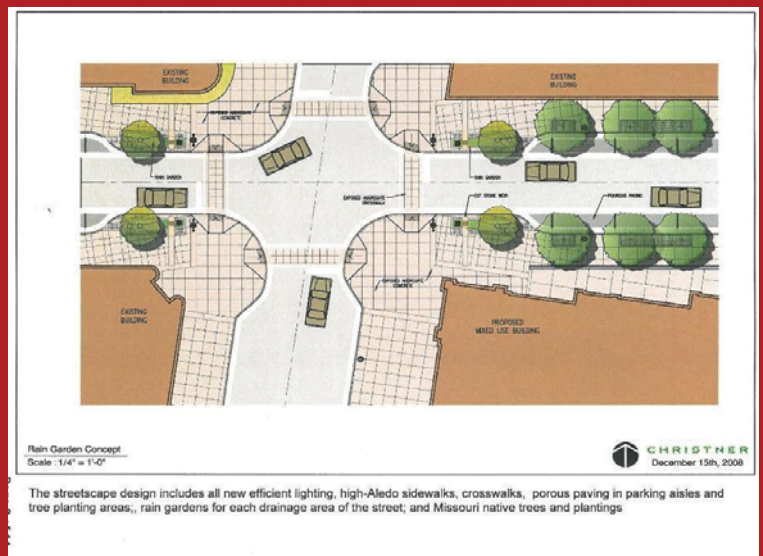 EXISTING
BUILDING
EXISTING
BUILDING
EXPOSED AGGREGATE
CONCRETE
RAIN GARDEN
RAIN GARDEN
EXPOSED AGGREGATE
CROSSWALK
CUT STONE WEIR
POUROUS PAVING
EXPOSED AGGREGATE
CONCRETE
EXISTING
BUILDING
PROPOSED
MIXED USE BUILDING
Rain Garden Concept
Scale : 1/4" = 1'-0"
CHRISTNER
December 15th, 2008
The streetscape design includes all new efficient lighting, high-Aledo sidewalks, crosswalks, porous paving in parking aisles and
tree planting areas;, rain gardens for each drainage area of the street; and Missouri native trees and plantings